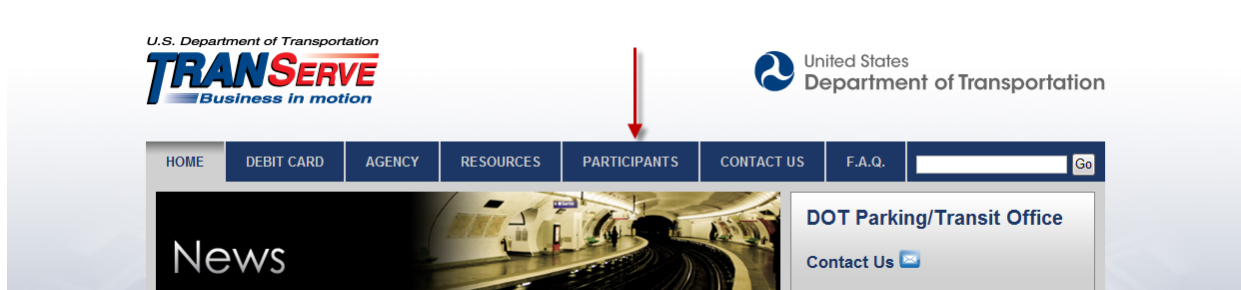 U.S. Department of Transportation
TRANSERVE
Business in motion
United States
Department of Transportation
HOME DEBIT CARD AGENCY RESOURCES PARTICIPANTS CONTACT US F.A.Q. Go
News
DOT Parking/Transit Office
Contact Us